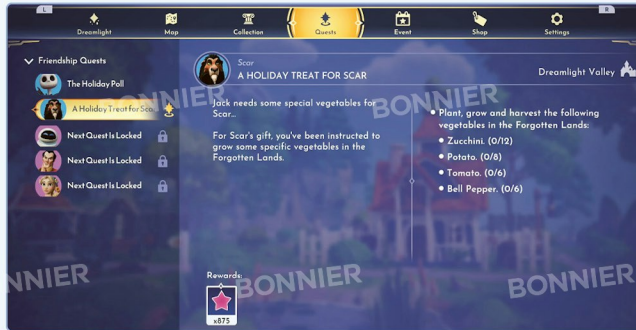 L
R
Dreamlight
Map
Collection
Quests
Event
Shop
Settings
Friendship Quests
The Holiday Poll
A Holiday Treat for Sca
Next Quest Is Locked
Next Quest Is Locked
Next Quest Is Locked
Scar
A HOLIDAY TREAT FOR SCAR
Dreamlight Valley
Jack needs some special vegetables for
Scar...
For Scar's gift, you've been instructed to
grow some specific vegetables in the
Forgotten Lands.
Plant, grow and harvest the following
vegetables in the Forgotten Lands:
Zucchini. (0/12)
Potato. (0/8)
Tomato. (0/6)
Bell Pepper. (0/6)
Rewards:
x875
BONNIER
BONNIER
BONNIER
BONNIER
BONNIER